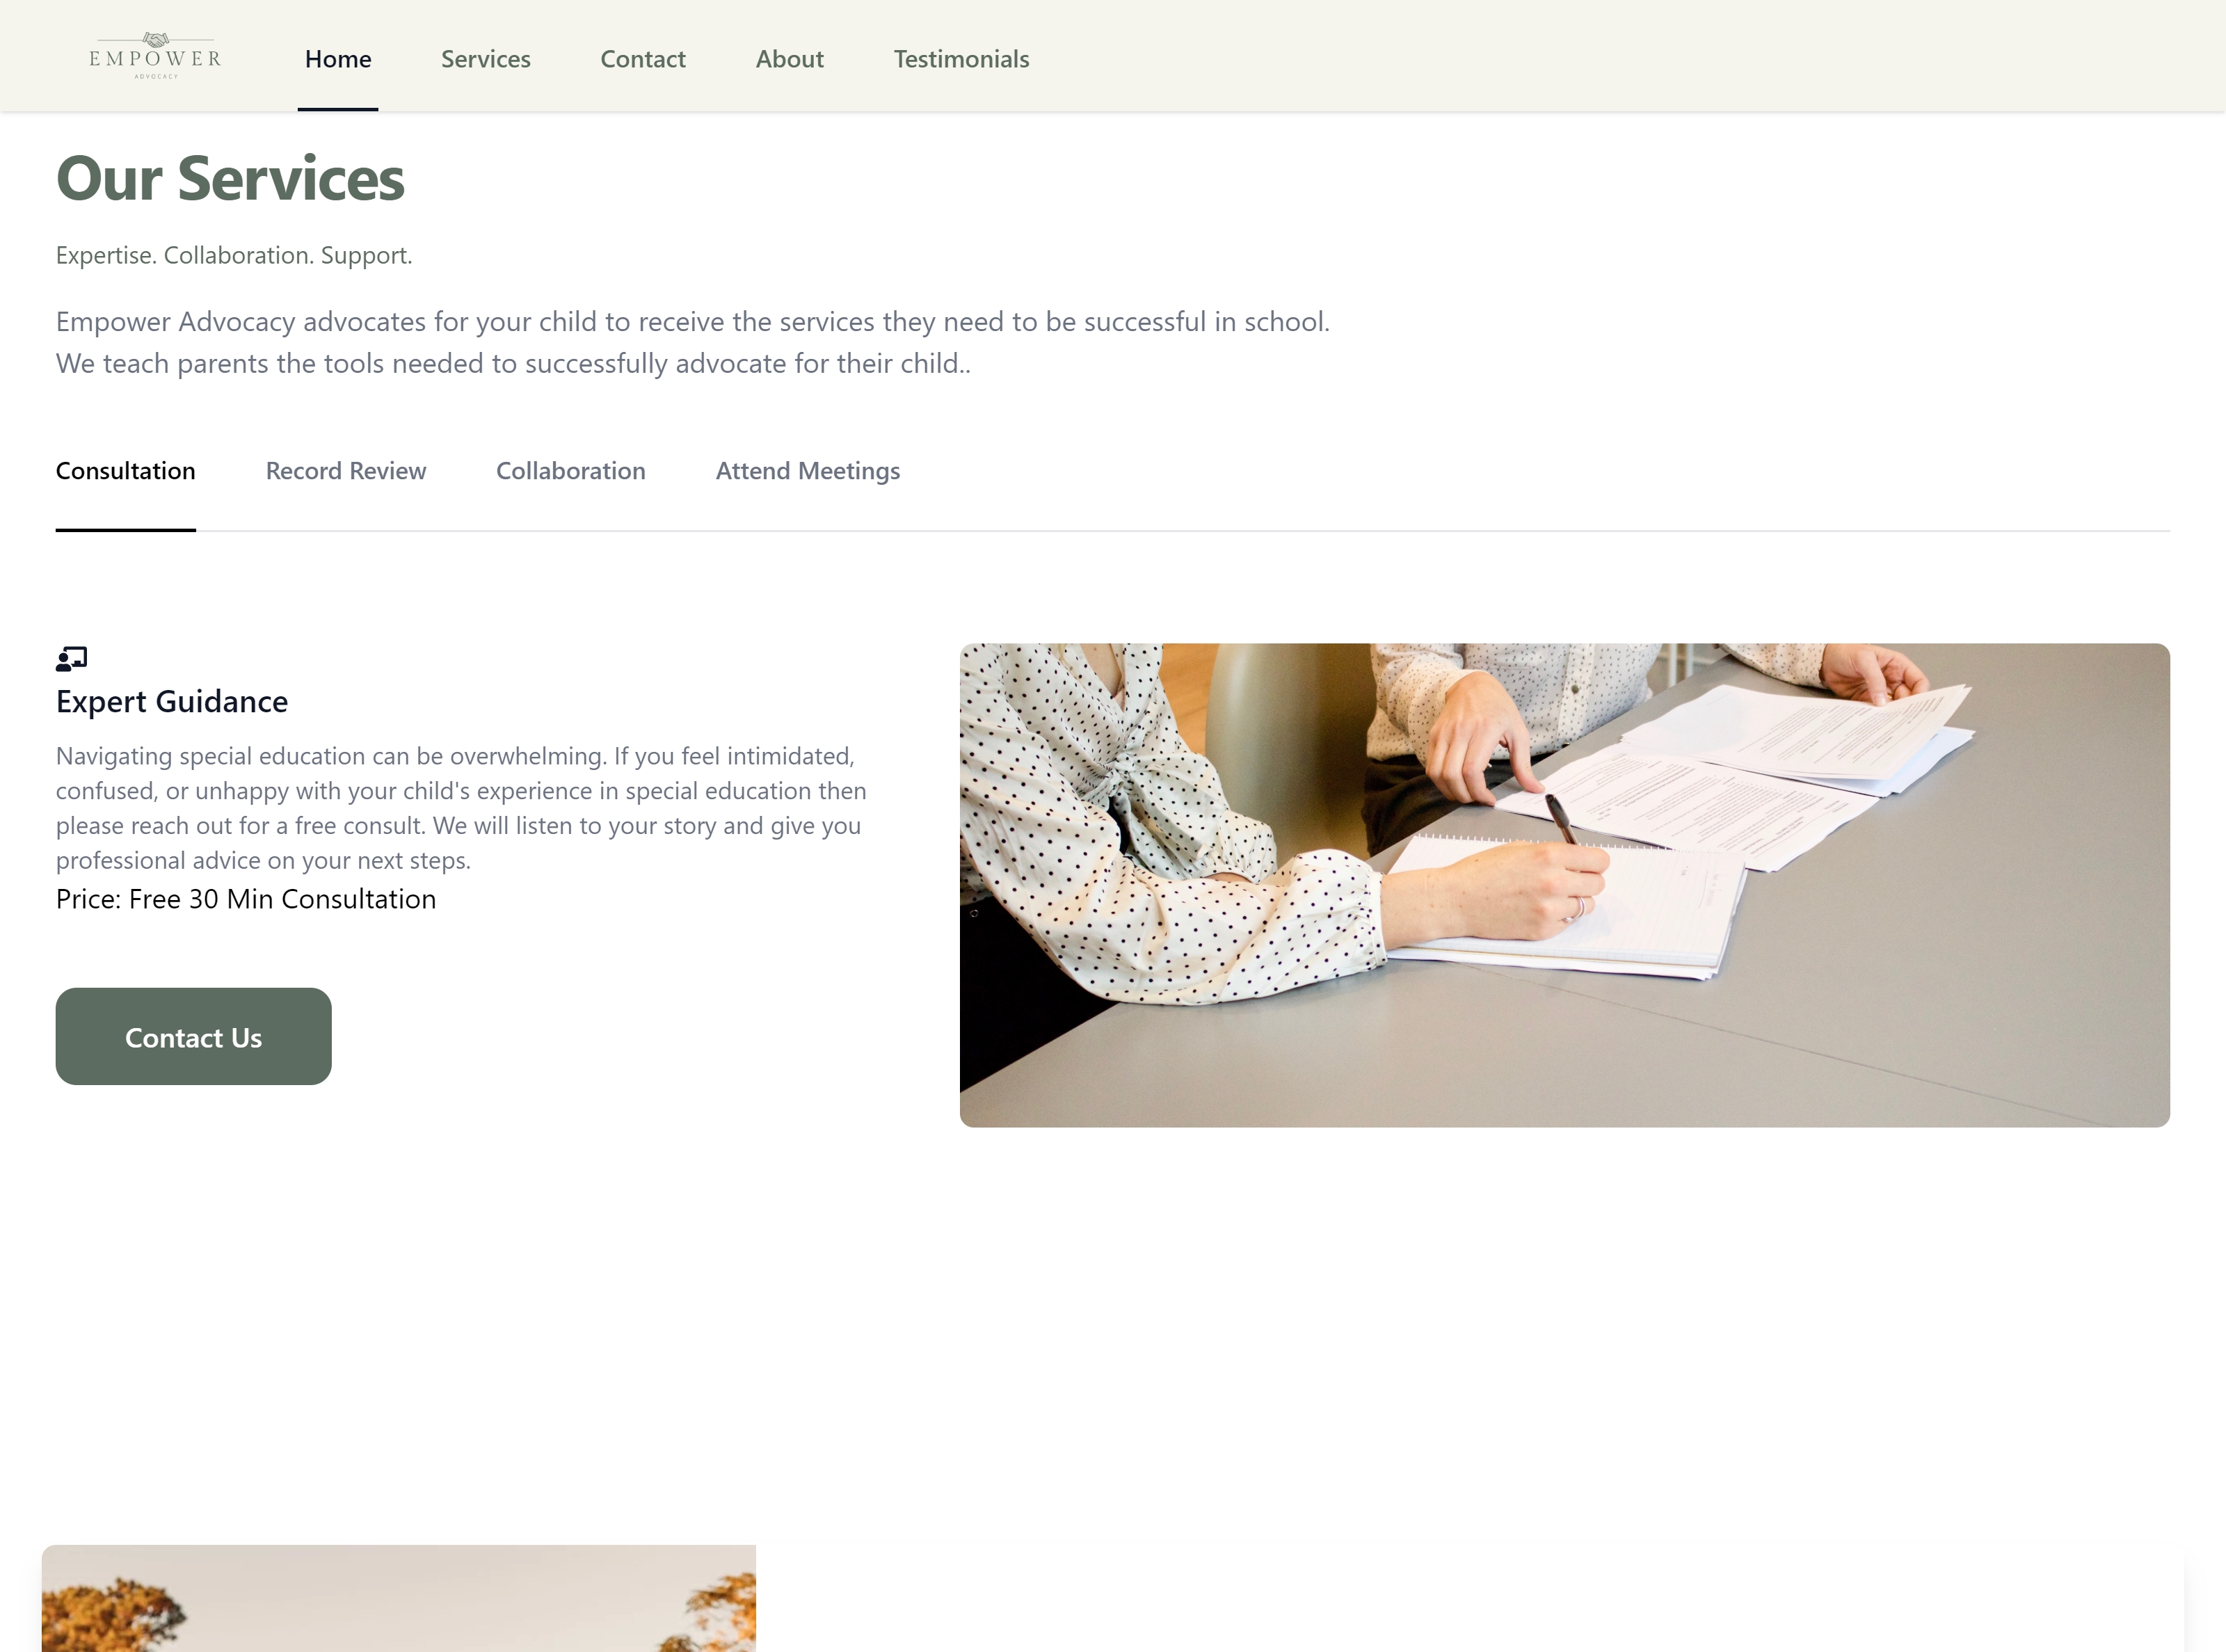 EMPOWER
ADVOCACY
Home
Services
Contact
About
Testimonials
Our Services
Expertise. Collaboration. Support.
Empower Advocacy advocates for your child to receive the services they need to be successful in school.
We teach parents the tools needed to successfully advocate for their child..
Consultation
Record Review
Collaboration
Attend Meetings
Expert Guidance
Navigating special education can be overwhelming. If you feel intimidated,
confused, or unhappy with your child's experience in special education then
please reach out for a free consult. We will listen to your story and give you
professional advice on your next steps.
Price: Free 30 Min Consultation
Contact Us